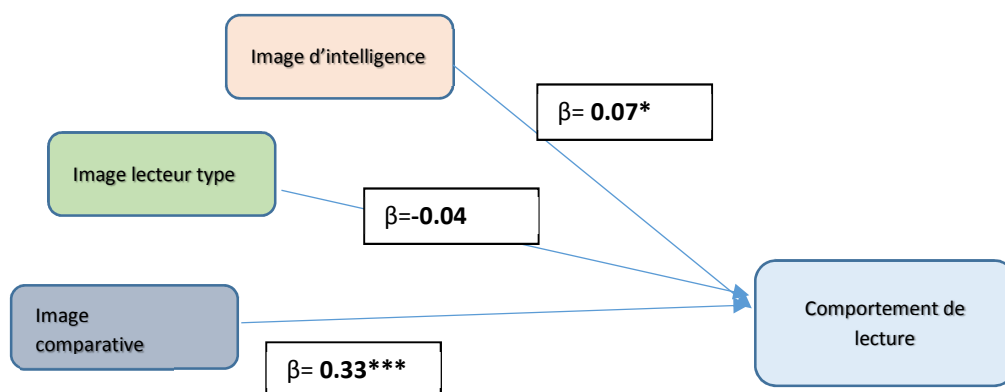 Image d’intelligence
β= 0.07*
Image lecteur type
β=-0.04
Comportement de
lecture
Image
comparative
β= 0.33***